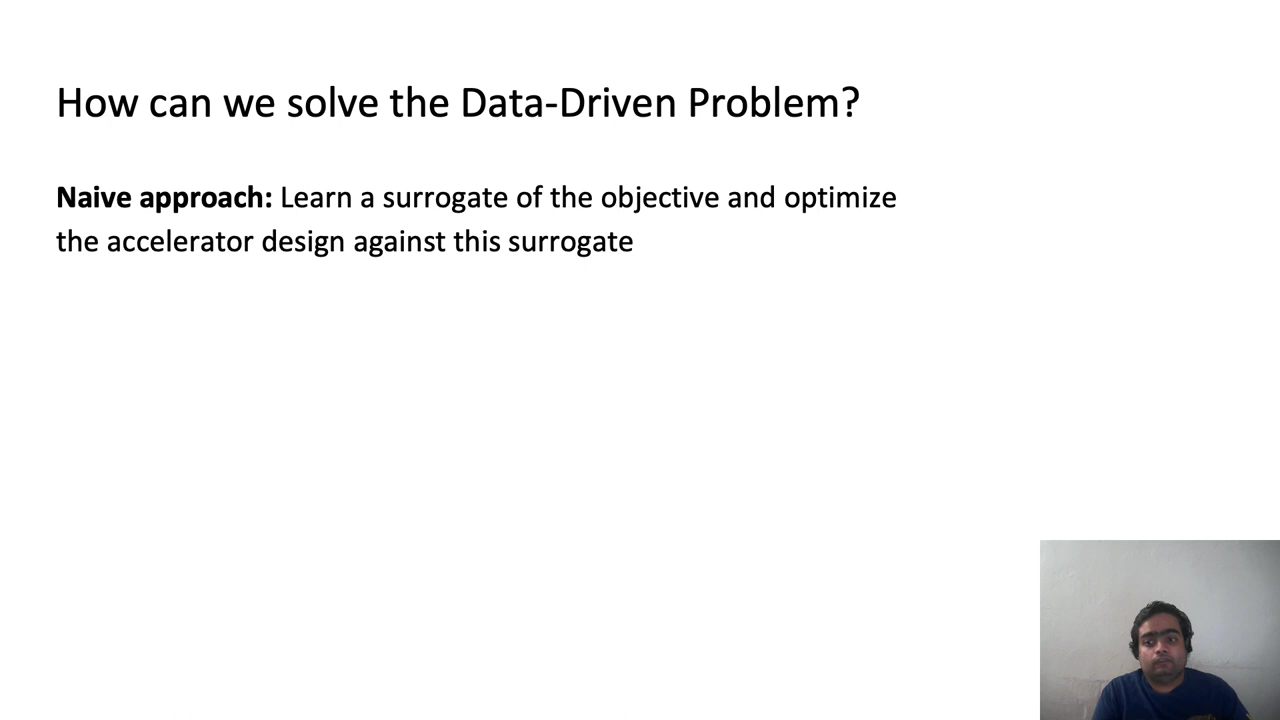 How can we solve the Data-Driven Problem?
Naive approach: Learn a surrogate of the objective and optimize
the accelerator design against this surrogate